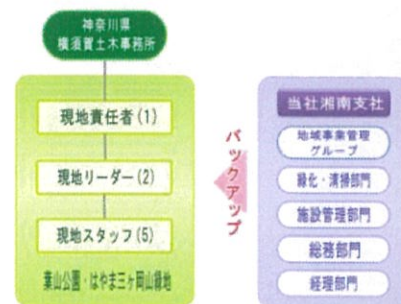 神奈川県
横須賀土木事務所
現地責任者(1)
現地リーダー(2)
現地スタッフ(5)
葉山公園・はやま三ヶ岡山緑地
バックアップ
当社湘南支社
地域事業管理
グループ
緑化・清掃部門
施設管理部門
総務部門
経理部門